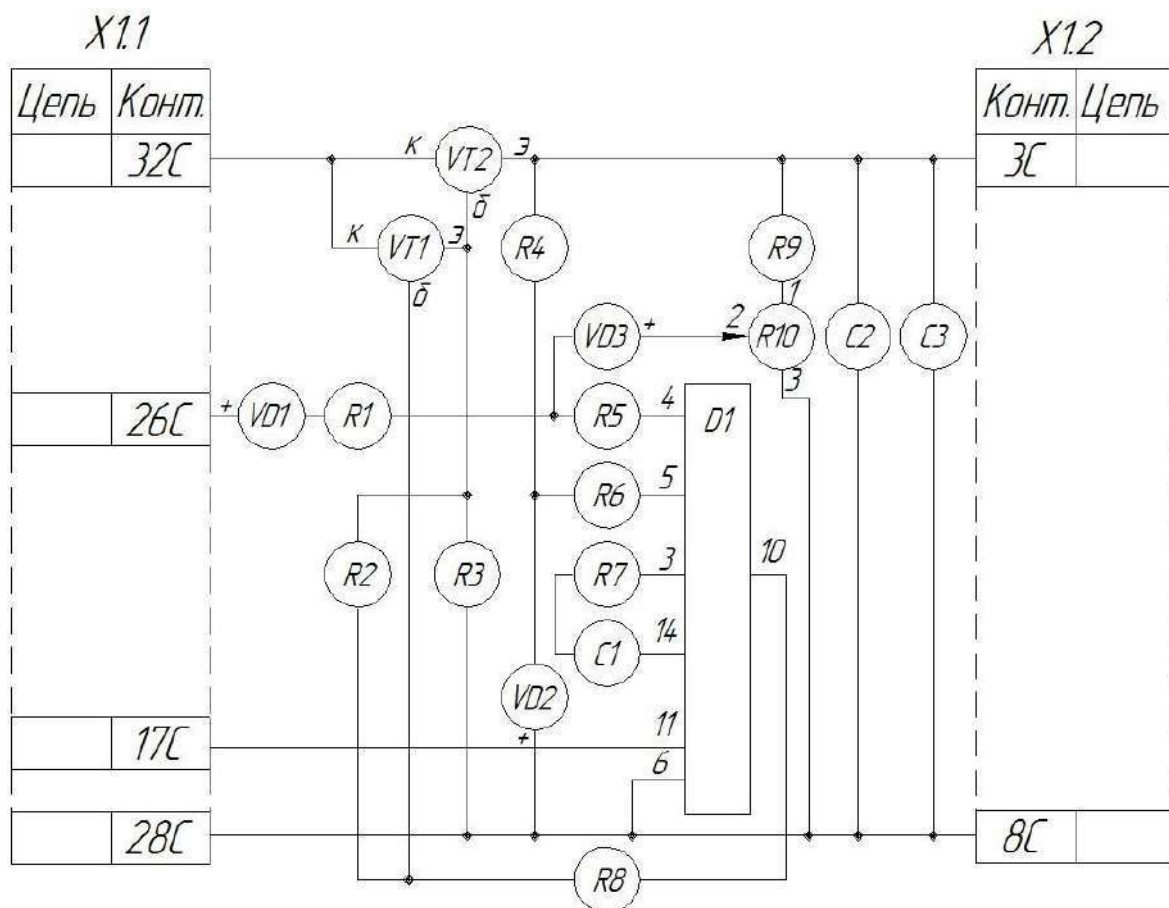 X1.1
X1.2
Цепь Конт.
Конт. Цепь
32С
к VT2 э
3С
б
к VT1 э
R4
R9
б
1
VD3 + 2 R10
C2
C3
3
26С
+ VD1 R1
R5 4
D1
R6 5
10
R2
R3
R7 3
C1 14
VD2
+
17С
11
6
28С
8С
R8